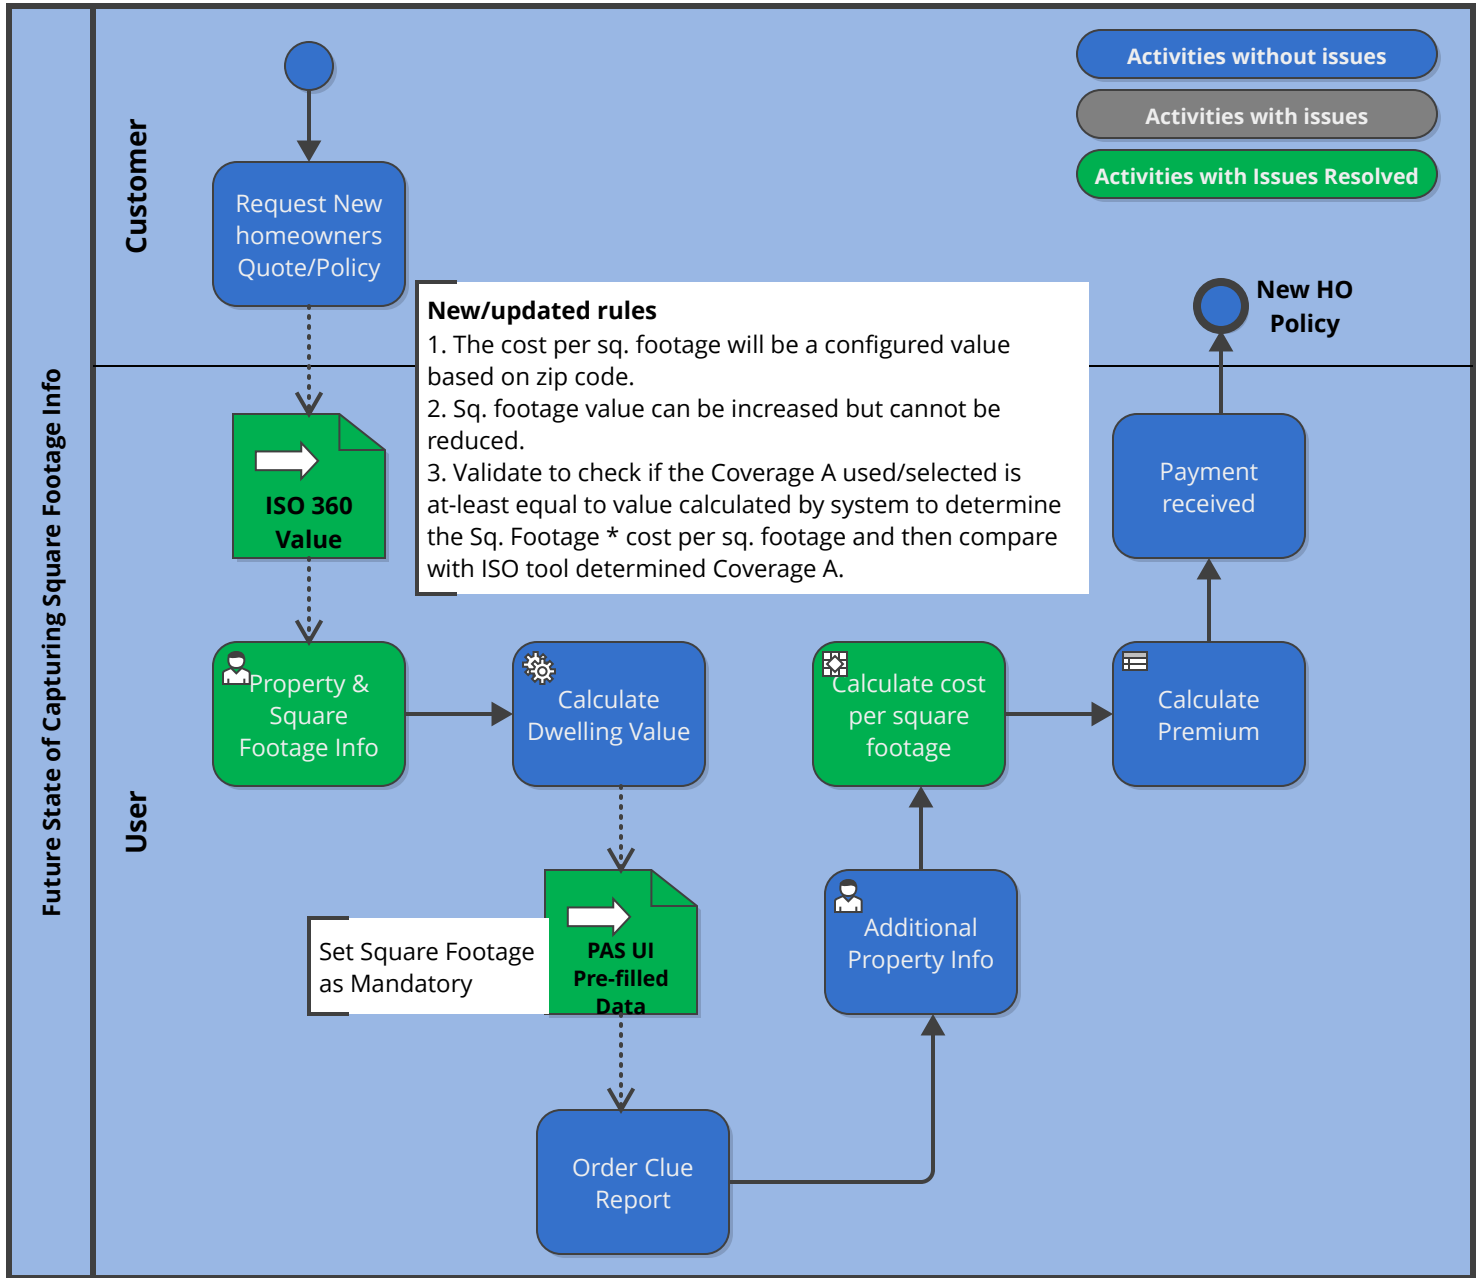 Future State of Capturing Square Footage Info
Customer
User
Activities without issues
Activities with issues
Activities with Issues Resolved
Request New
homeowners
Quote/Policy
New/updated rules
1. The cost per sq. footage will be a configured value
based on zip code.
2. Sq. footage value can be increased but cannot be
reduced.
3. Validate to check if the Coverage A used/selected is
at-least equal to value calculated by system to determine
the Sq. Footage * cost per sq. footage and then compare
with ISO tool determined Coverage A.
New HO
Policy
ISO 360
Value
Payment
received
Property &
Square
Footage Info
Calculate
Dwelling Value
Calculate cost
per square
footage
Calculate
Premium
Set Square Footage
as Mandatory
PAS UI
Pre-filled
Data
Additional
Property Info
Order Clue
Report